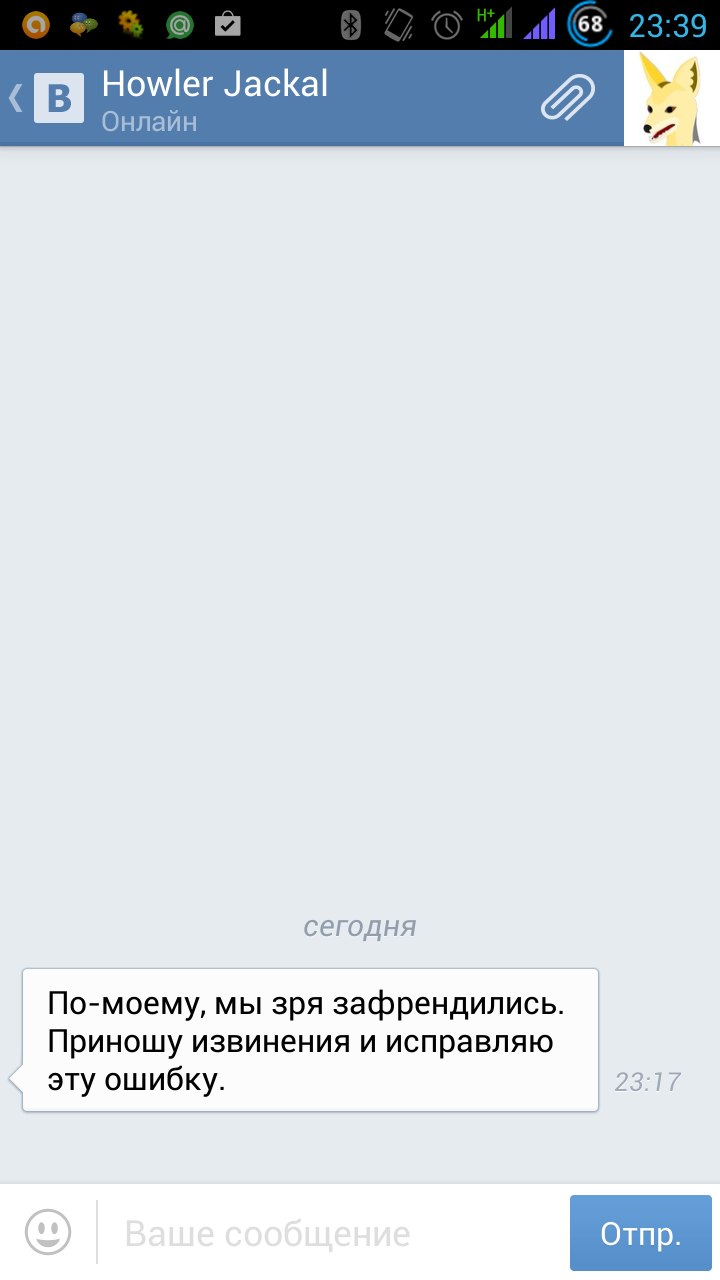 H+
68
23:39
В
Howler Jackal
Онлайн
сегодня
По-моему, мы зря зафрендились.
Приношу извинения и исправляю
эту ошибку.
23:17
Ваше сообщение
Отпр.